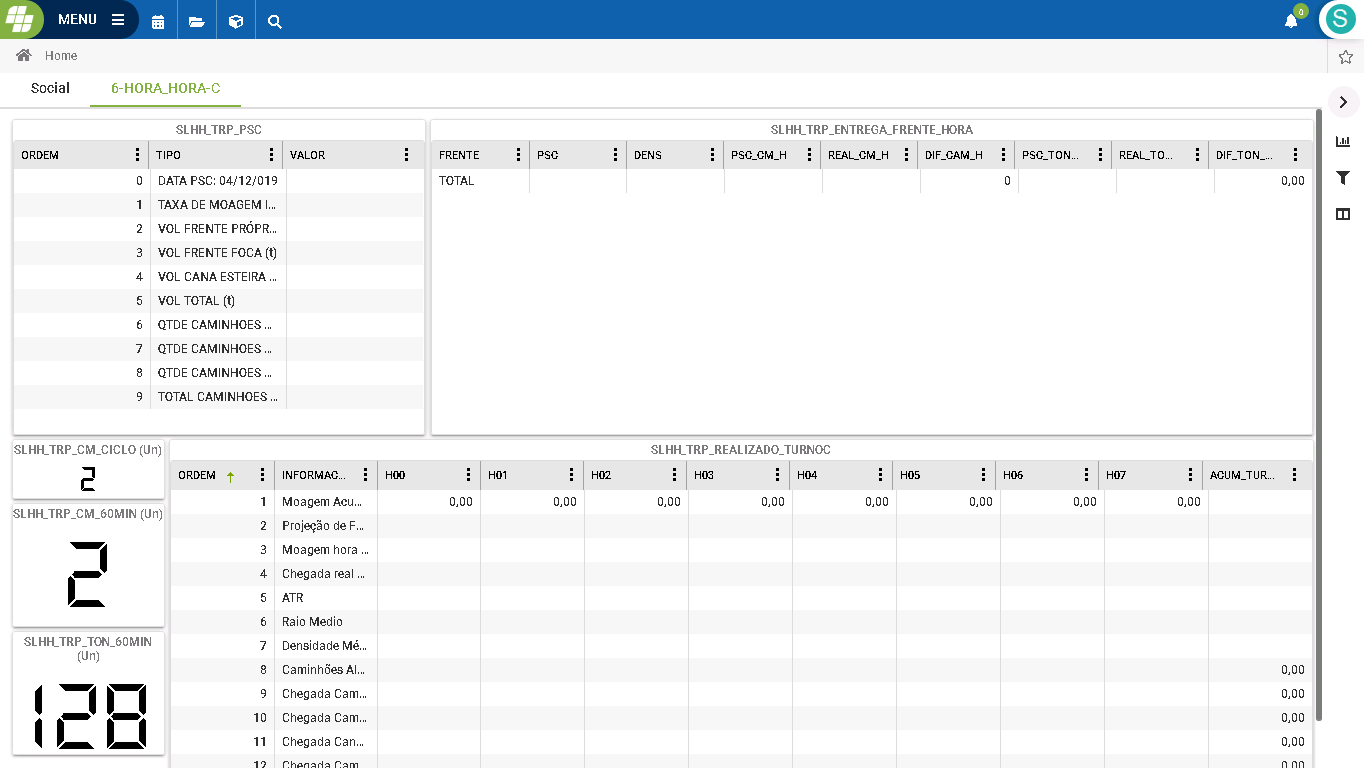 MENU
0
S
Home
Social
6-HORA_HORA-C
SLHH_TRP_PSC
ORDEM TIPO VALOR
0 DATA PSC: 04/12/019
1 TAXA DE MOAGEM I...
2 VOL FRENTE PRÓPR...
3 VOL FRENTE FOCA (t)
4 VOL CANA ESTEIRA ...
5 VOL TOTAL (t)
6 QTDE CAMINHOES ...
7 QTDE CAMINHOES ...
8 QTDE CAMINHOES ...
9 TOTAL CAMINHOES ...
SLHH_TRP_ENTREGA_FRENTE_HORA
FRENTE PSC DENS PSC_CM_H REAL_CM_H DIF_CAM_H PSC_TON... REAL_TO... DIF_TON_...
TOTAL 0 0,00
SLHH_TRP_CM_CICLO (Un)
2
SLHH_TRP_CM_60MIN (Un)
2
SLHH_TRP_TON_60MIN
(Un)
128
SLHH_TRP_REALIZADO_TURNOC
ORDEM INFORMAC... H00 H01 H02 H03 H04 H05 H06 H07 ACUM_TUR...
1 Moagem Acu... 0,00 0,00 0,00 0,00 0,00 0,00 0,00 0,00
2 Projeção de F...
3 Moagem hora ...
4 Chegada real ...
5 ATR
6 Raio Medio
7 Densidade Mé...
8 Caminhões Al... 0,00
9 Chegada Cam... 0,00
10 Chegada Cam... 0,00
11 Chegada Can... 0,00
12 Chegada Cam... 0,00